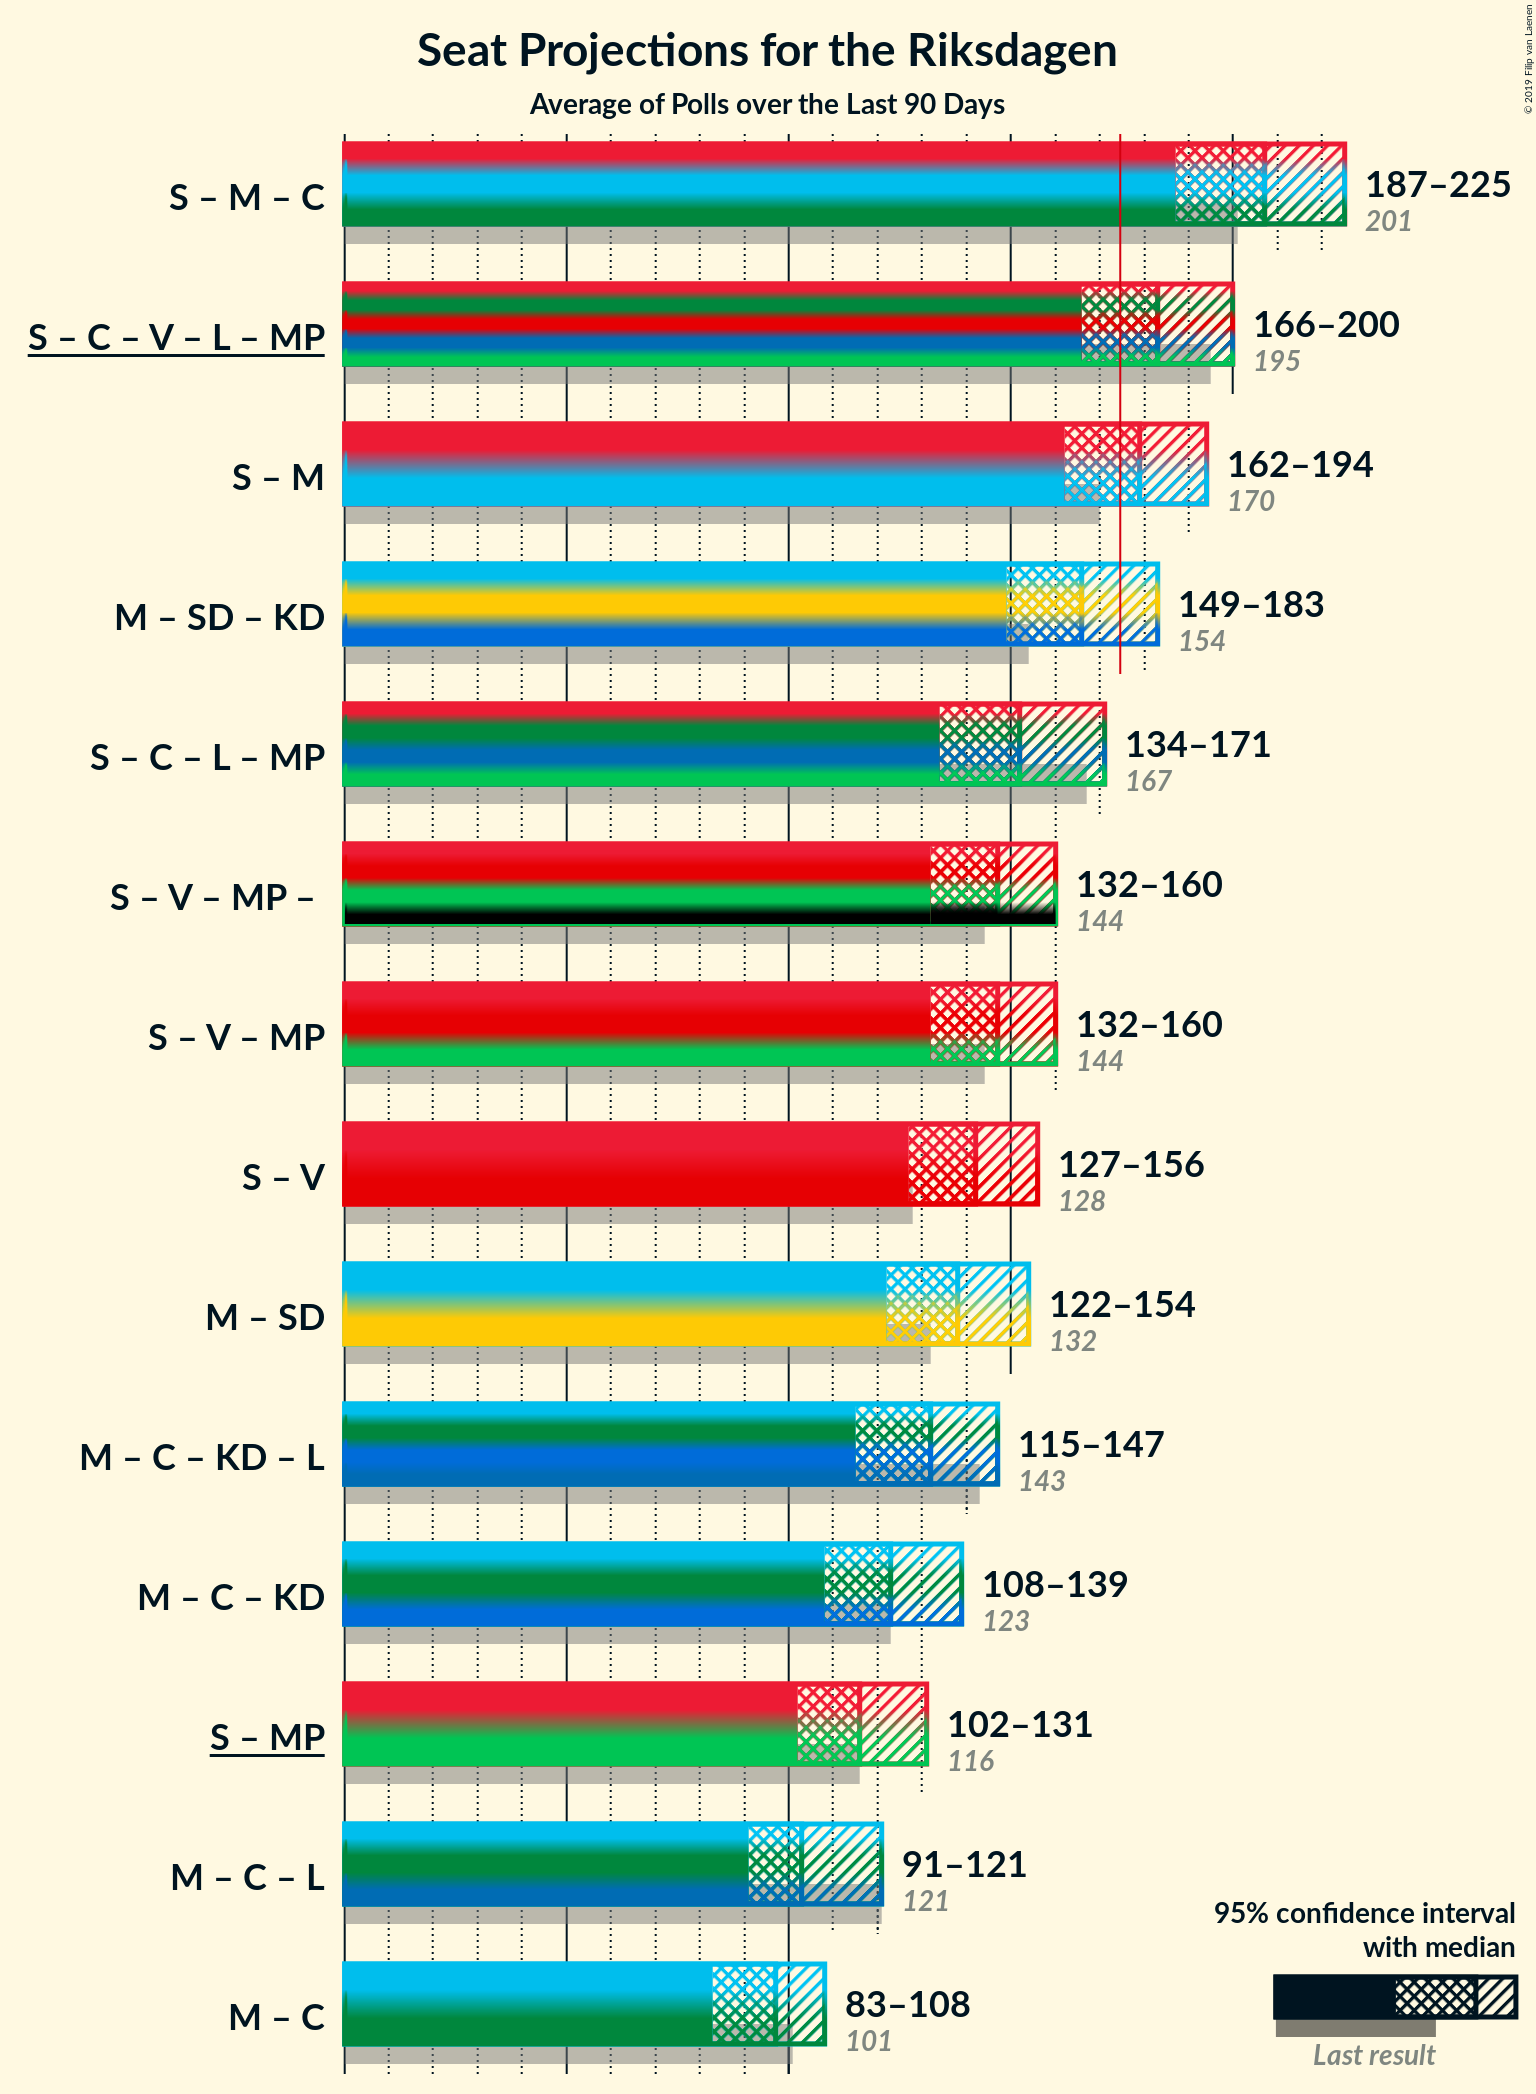 Seat Projections for the Riksdagen
Average of Polls over the Last 90 Days
© 2019 Filip van Laenen
S – M – C
187–225
201
S – C – V – L – MP
166–200
195
S – M
162–194
170
M – SD – KD
149–183
154
S – C – L – MP
134–171
167
S – V – MP –
132–160
144
S – V – MP
132–160
144
S – V
127–156
128
M – SD
122–154
132
M – C – KD – L
115–147
143
M – C – KD
108–139
123
S – MP
102–131
116
M – C – L
91–121
121
M – C
83–108
101
95% confidence interval
with median
Last result